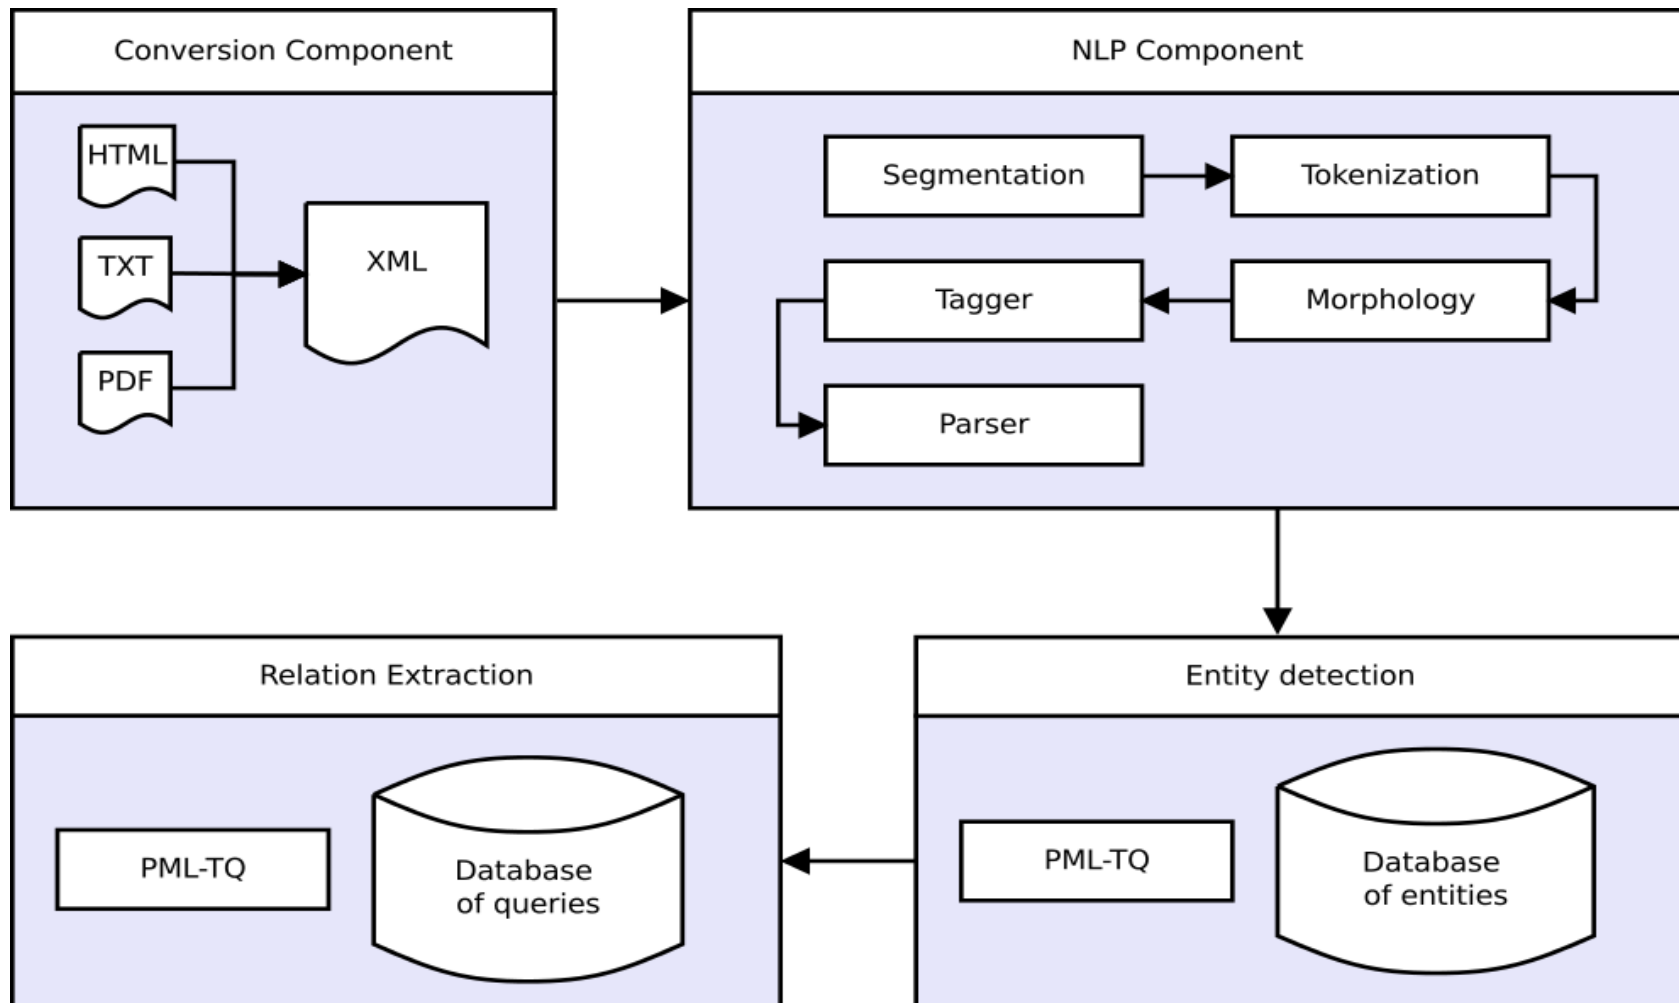 Conversion Component
HTML
TXT
PDF
XML
NLP Component
Segmentation
Tokenization
Tagger
Morphology
Parser
Relation Extraction
PML-TQ
Database
of queries
Entity detection
PML-TQ
Database
of entities